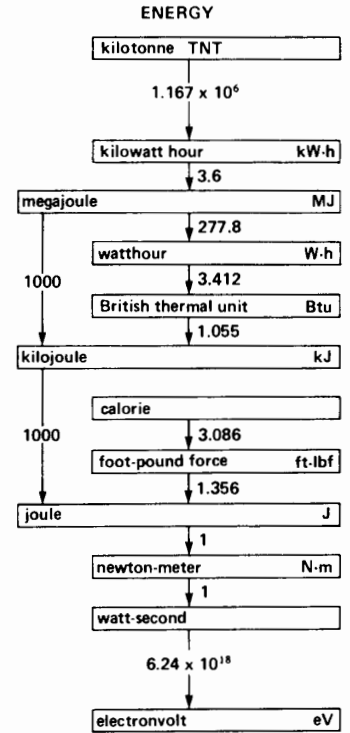 ENERGY
kilotonne TNT
1.167 x 10⁶
kilowatt hour kW·h
3.6
megajoule MJ
277.8
watthour W·h
1000
3.412
British thermal unit Btu
1.055
kilojoule kJ
calorie
1000
3.086
foot-pound force ft-lbf
1.356
joule J
1
newton-meter N·m
1
watt-second
6.24 x 10¹⁸
electronvolt eV